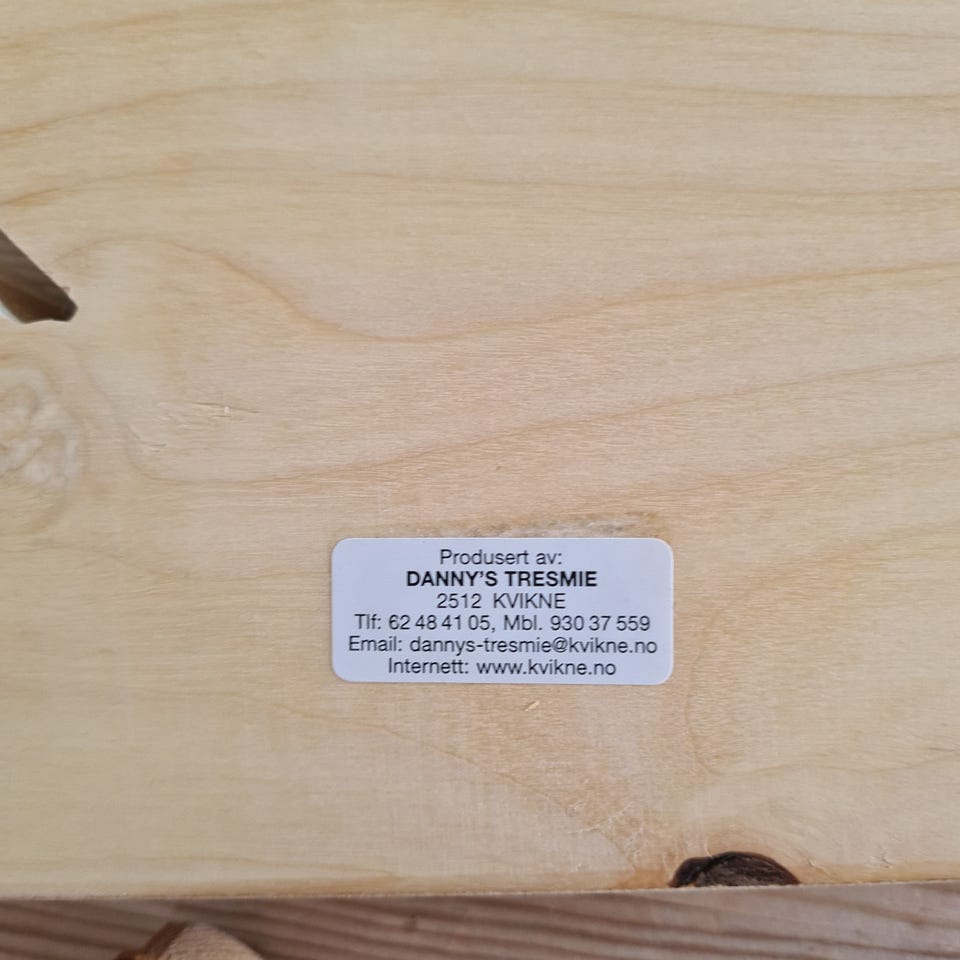 Produsert av:
DANNY'S TRESMIE
2512 KVIKNE
Tlf: 62 48 41 05, Mbl. 930 37 559
Email: dannys-tresmie@kvikne.no
Internett: www.kvikne.no